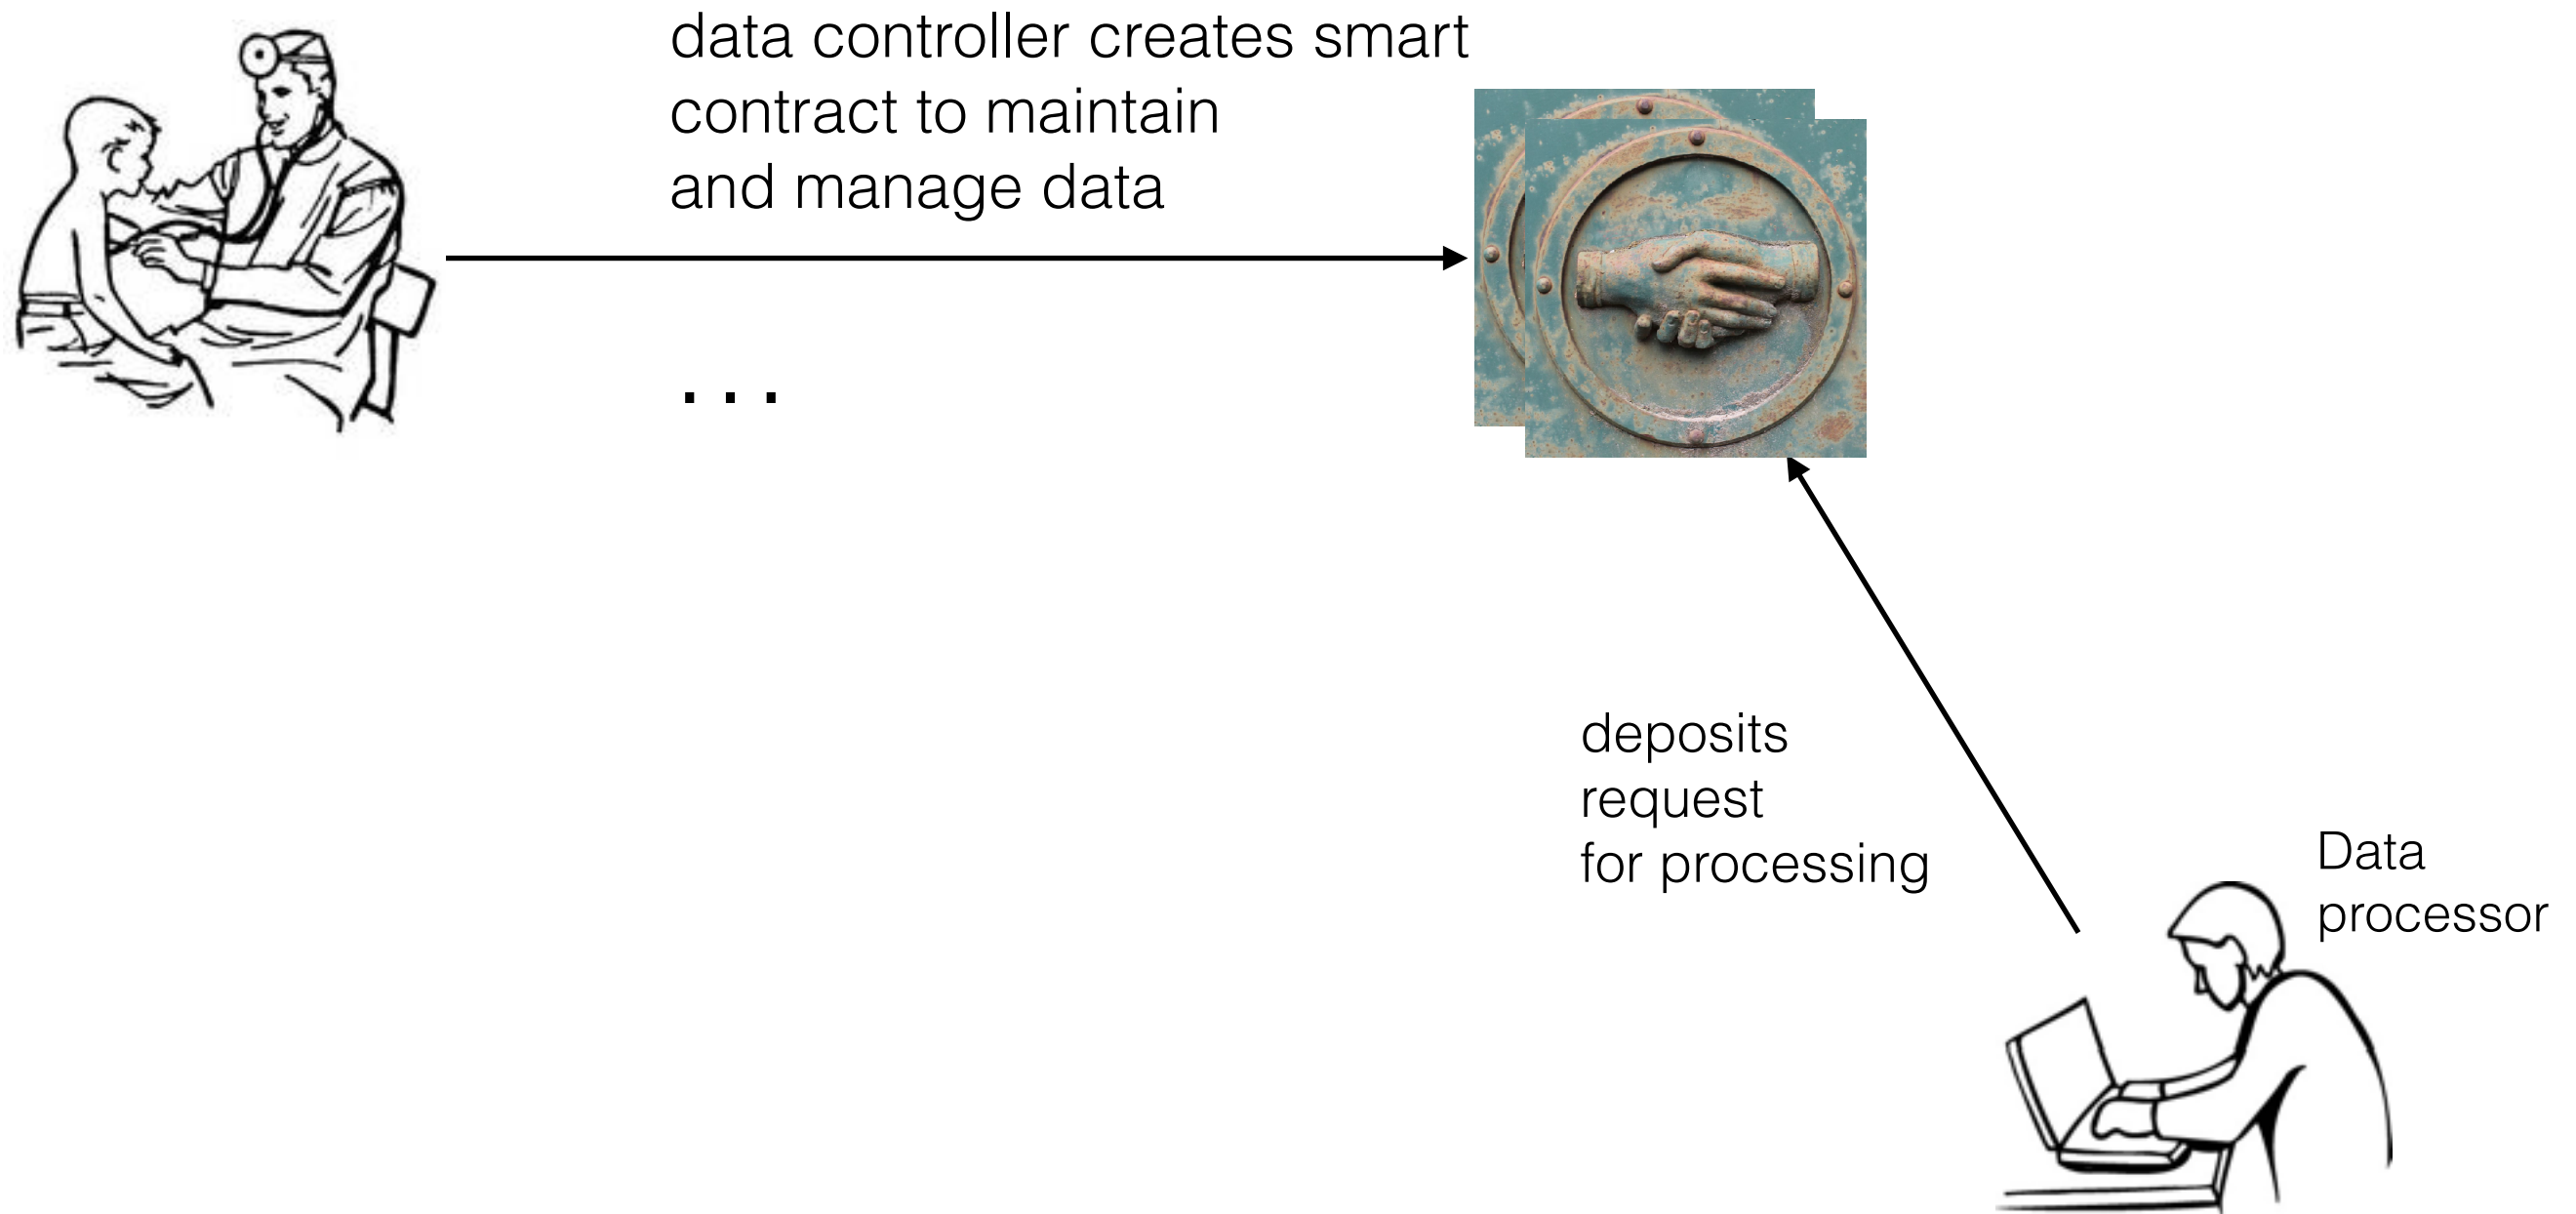 data controller creates smart
contract to maintain
and manage data
...
deposits
request
for processing
Data
processor